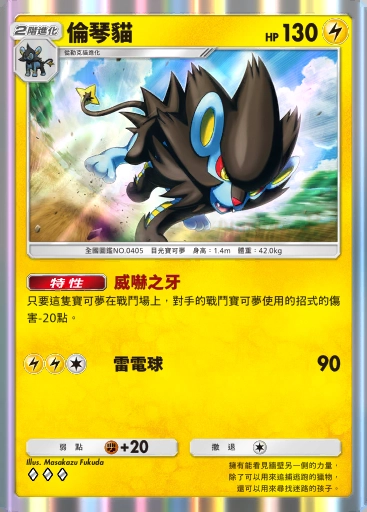 2階進化 倫琴貓 HP 130
從勒克貓進化
全國圖鑑NO.0405 目光寶可夢 身高:1.4m 體重:42.0kg
特性 威嚇之牙
只要這隻寶可夢在戰鬥場上，對手的戰鬥寶可夢使用的招式的傷
害-20點。
雷電球 90
弱點 +20 撤退
Illus. Masakazu Fukuda
擁有能看見牆壁另一側的力量，
除了可以用來追捕逃跑的獵物，
還可以用來尋找迷路的孩子。